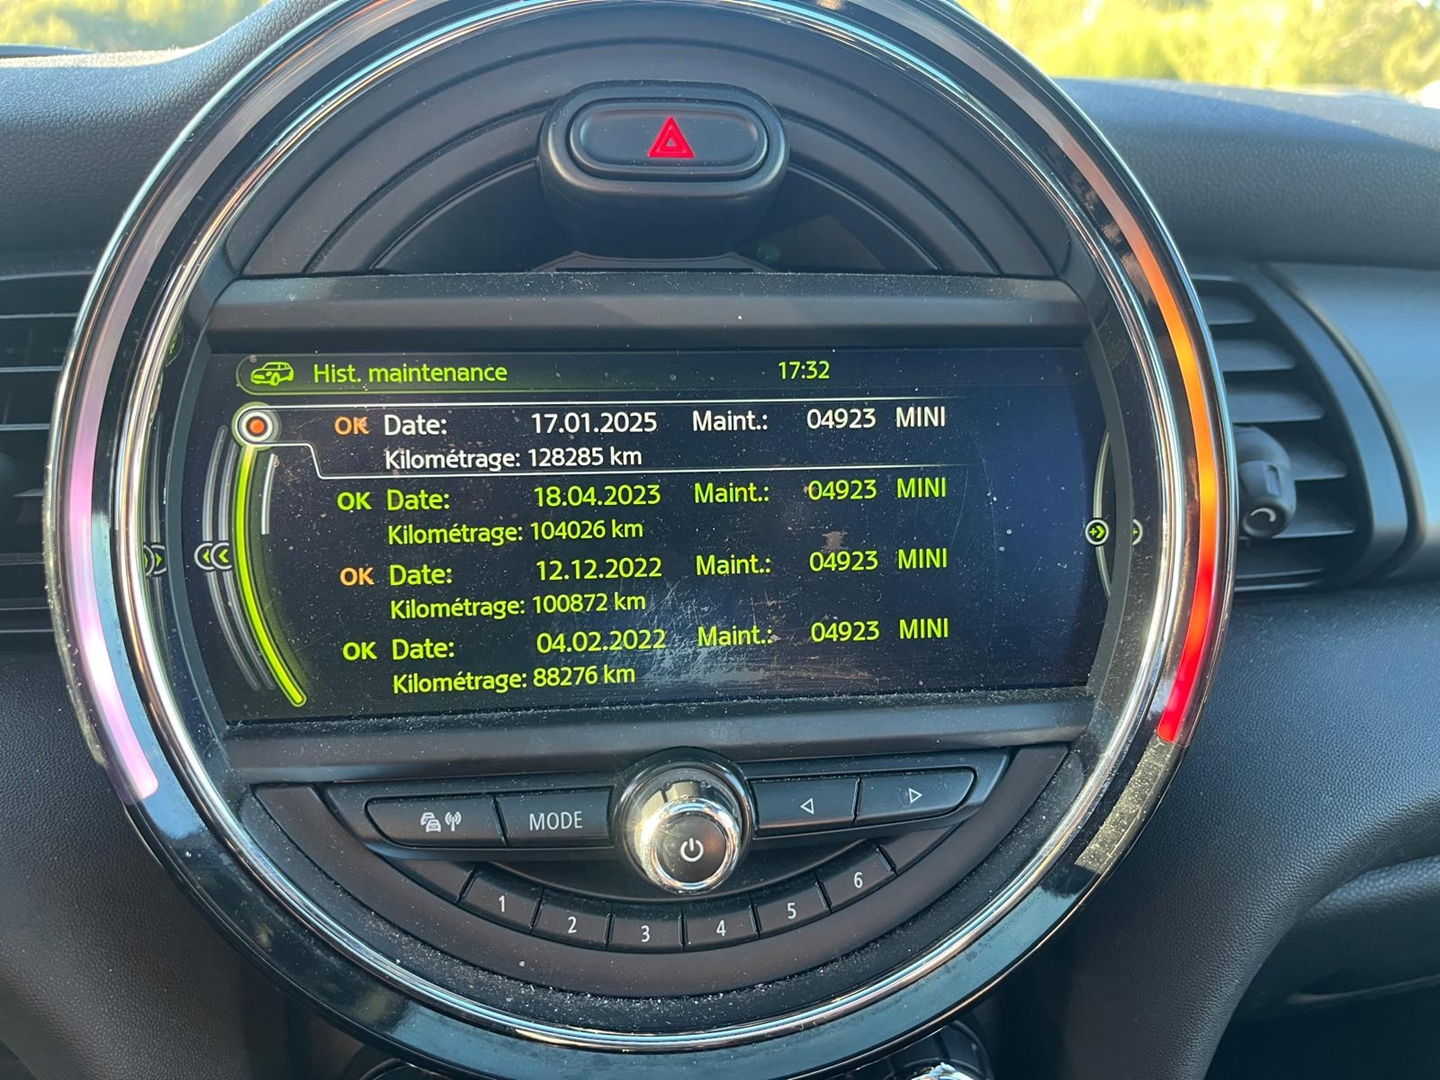 Hist. maintenance 17:32
OK Date: 17.01.2025 Maint.: 04923 MINI
Kilométrage: 128285 km
OK Date: 18.04.2023 Maint.: 04923 MINI
Kilométrage: 104026 km
OK Date: 12.12.2022 Maint.: 04923 MINI
Kilométrage: 100872 km
OK Date: 04.02.2022 Maint.: 04923 MINI
Kilométrage: 88276 km
MODE
1 2 3 4 5 6